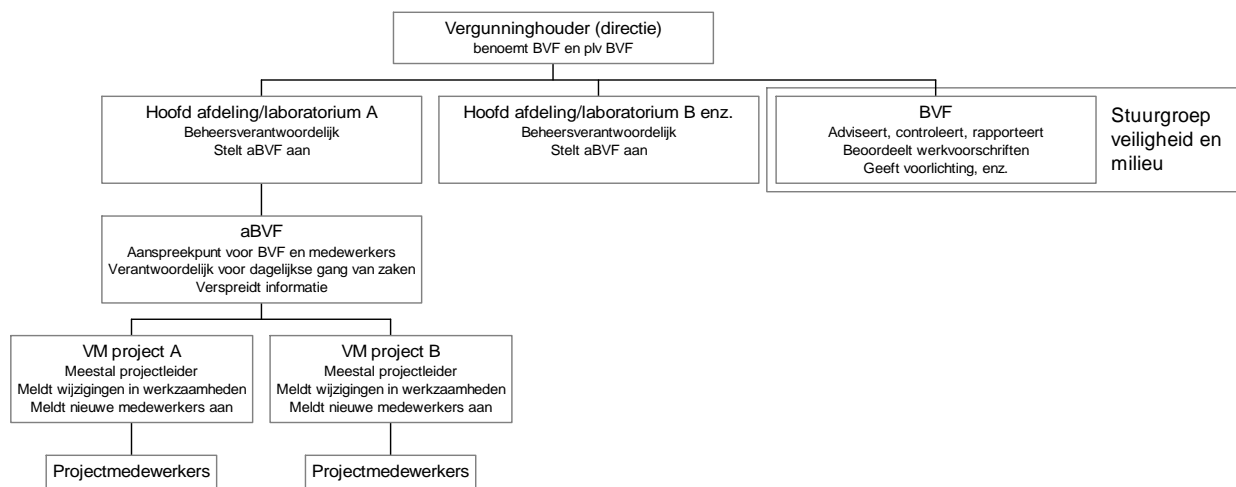 Vergunninghouder (directie)
benoemt BVF en plv BVF
Hoofd afdeling/laboratorium A
Beheersverantwoordelijk
Stelt aBVF aan
Hoofd afdeling/laboratorium B enz.
Beheersverantwoordelijk
Stelt aBVF aan
BVF
Adviseert, controleert, rapporteert
Beoordeelt werkvoorschriften
Geeft voorlichting, enz.
Stuurgroep
veiligheid en
milieu
aBVF
Aanspreekpunt voor BVF en medewerkers
Verantwoordelijk voor dagelijkse gang van zaken
Verspreidt informatie
VM project A
Meestal projectleider
Meldt wijzigingen in werkzaamheden
Meldt nieuwe medewerkers aan
VM project B
Meestal projectleider
Meldt wijzigingen in werkzaamheden
Meldt nieuwe medewerkers aan
Projectmedewerkers
Projectmedewerkers